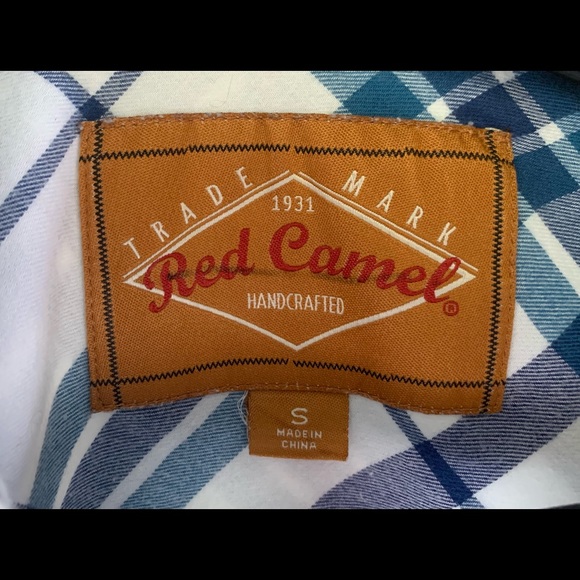 TRADE MARK
1931
Red Camel®
HANDCRAFTED
S
MADE IN
CHINA